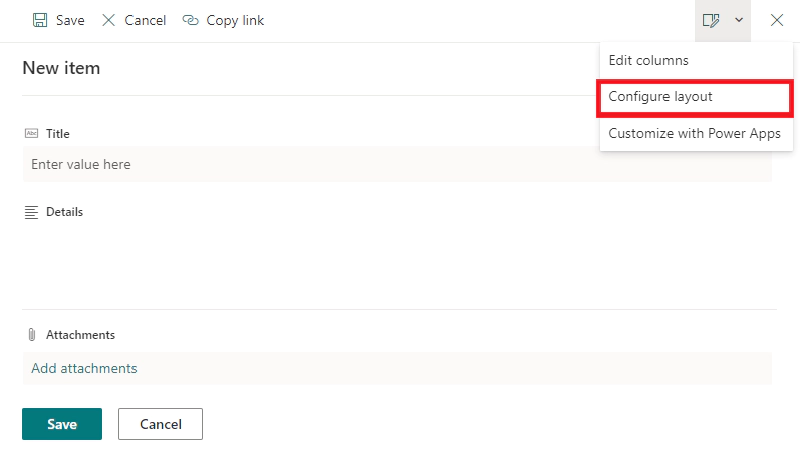 Save Cancel Copy link
Edit columns
New item
Configure layout
Abc Title
Customize with Power Apps
Enter value here
Details
Attachments
Add attachments
Save Cancel